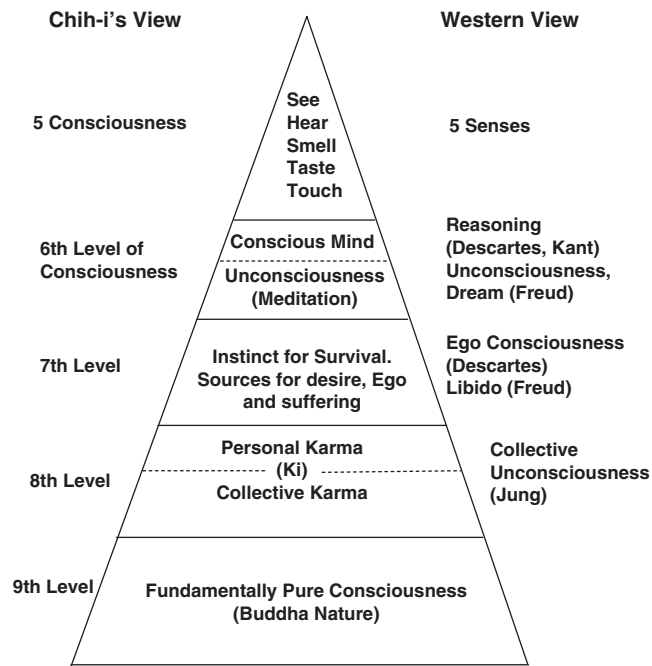 Chih-i's View
Western View
5 Consciousness
See
Hear
Smell
Taste
Touch
5 Senses
6th Level of
Consciousness
Conscious Mind
Unconsciousness
(Meditation)
Reasoning
(Descartes, Kant)
Unconsciousness,
Dream (Freud)
7th Level
Instinct for Survival.
Sources for desire, Ego
and suffering
Ego Consciousness
(Descartes)
Libido (Freud)
8th Level
Personal Karma
(Ki)
Collective Karma
Collective
Unconsciousness
(Jung)
9th Level
Fundamentally Pure Consciousness
(Buddha Nature)